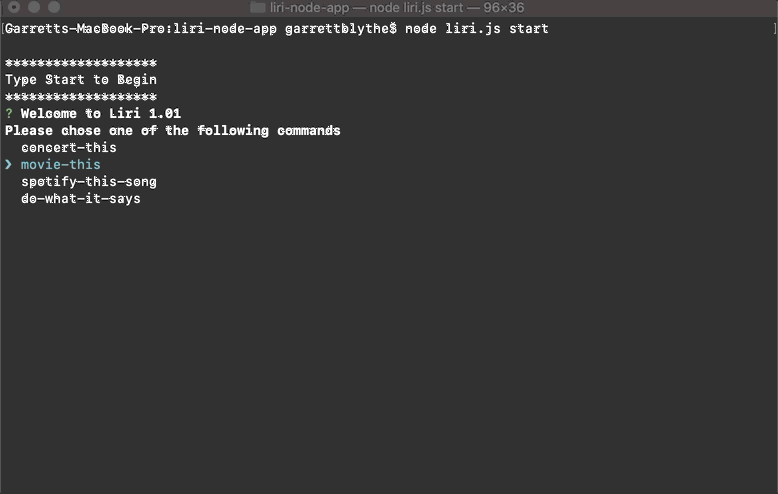 liri-node-app — node liri.js start — 96×36
[Garretts-MacBook-Pro:liri-node-app garrettblythe$ node liri.js start ]
*******************
Type Start to Begin
*******************
? Welcome to Liri 1.01
Please chose one of the following commands
concert-this
❯ movie-this
spotify-this-song
do-what-it-says